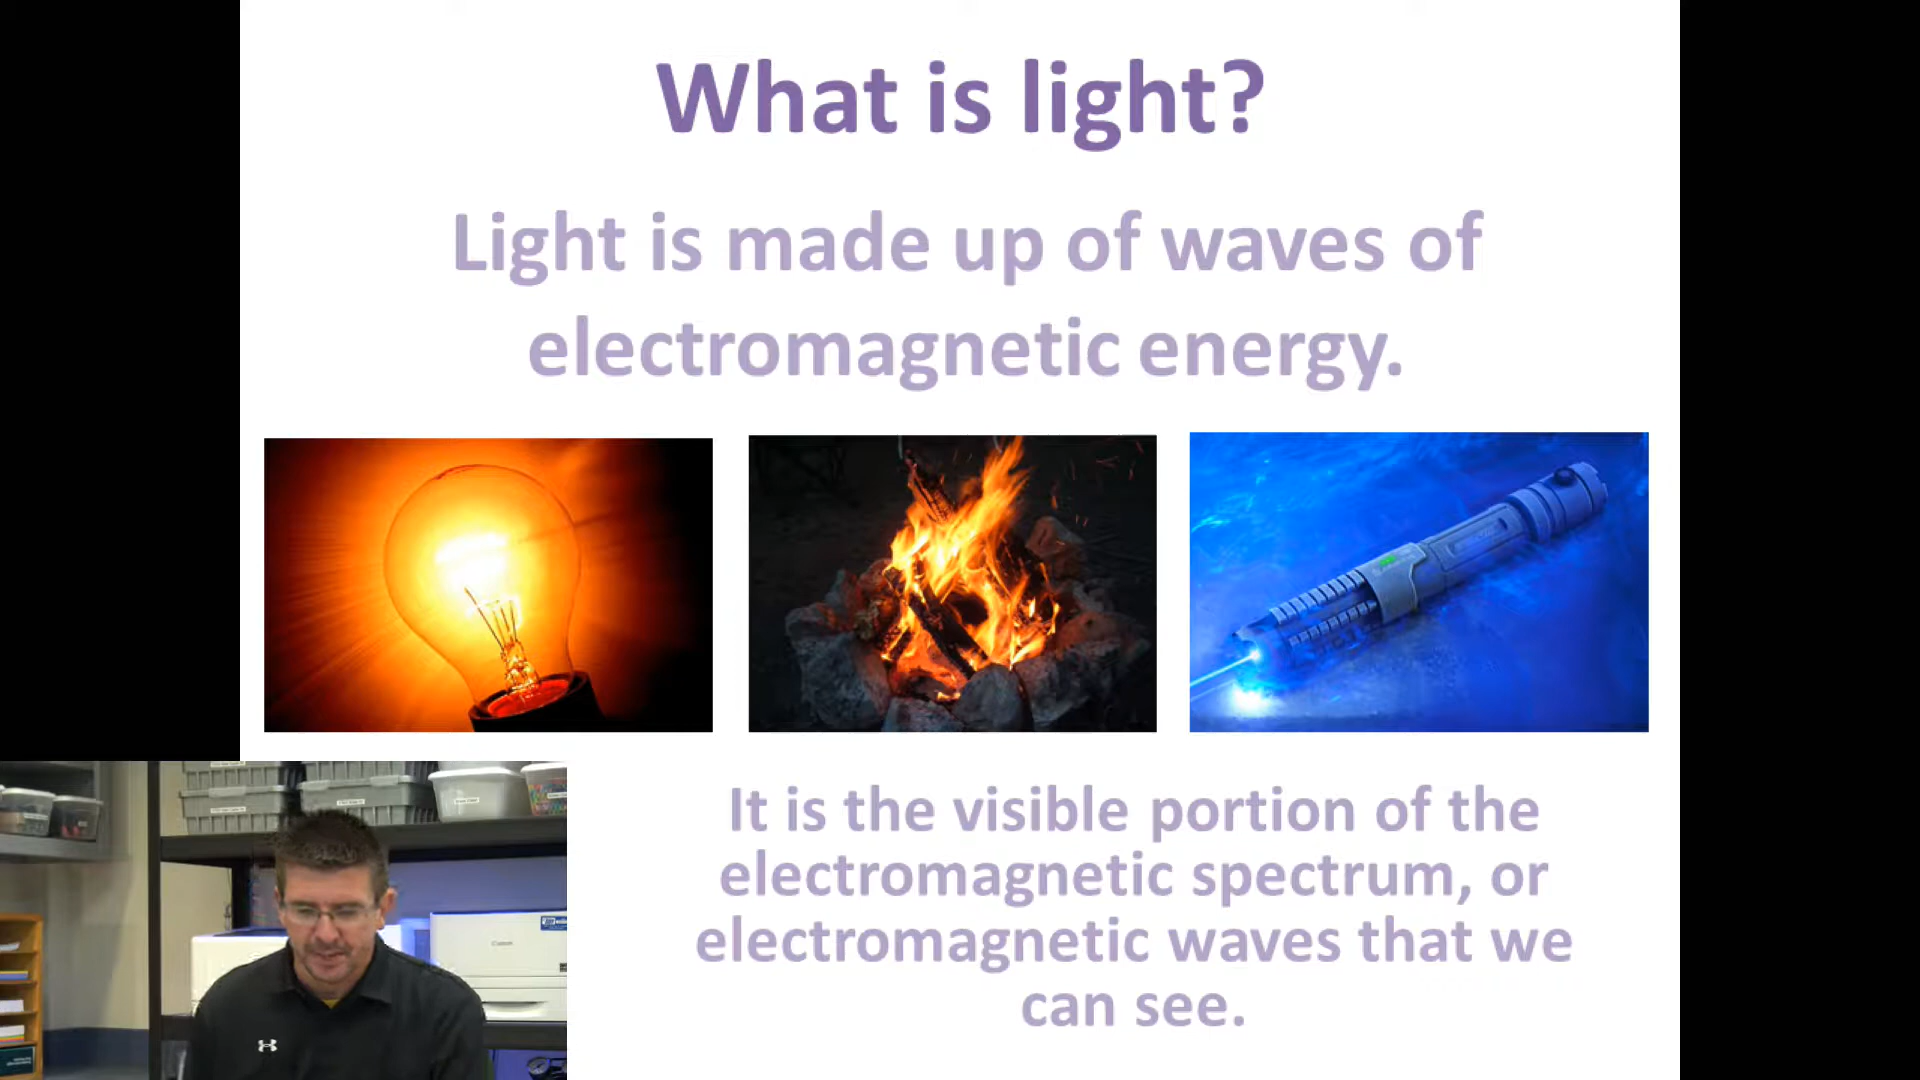 What is light?
Light is made up of waves of
electromagnetic energy.
It is the visible portion of the
electromagnetic spectrum, or
electromagnetic waves that we
can see.
Canon